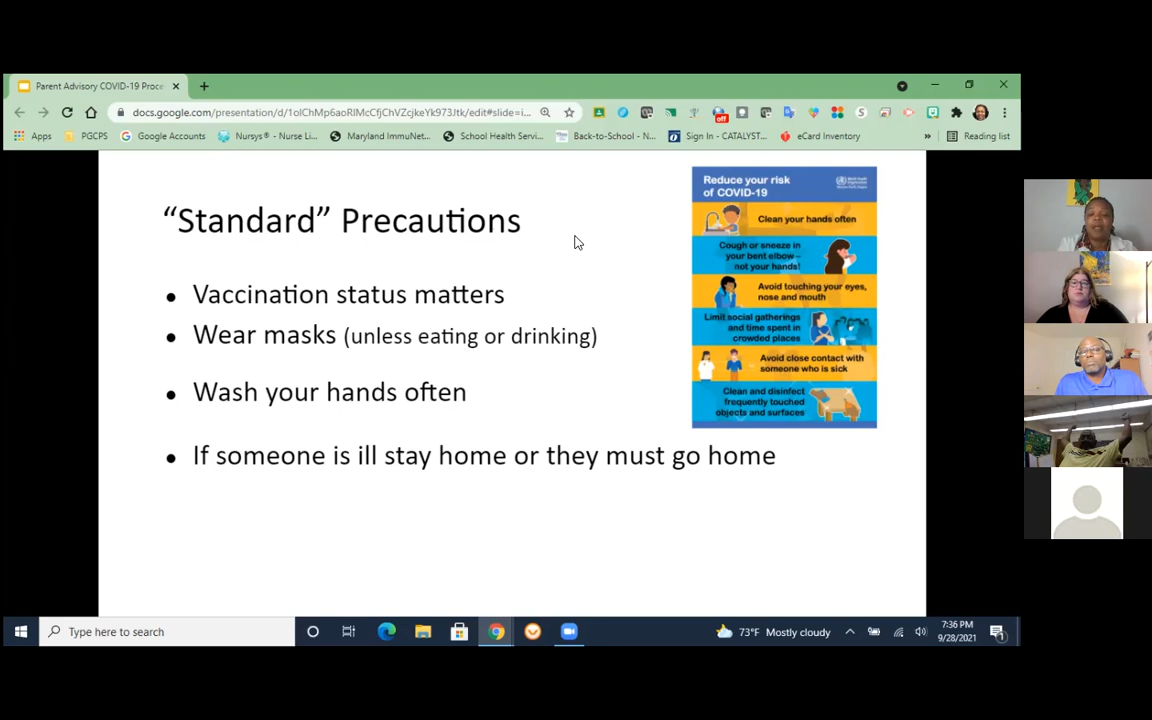 Parent Advisory COVID-19 Proce
docs.google.com/presentation/d/1olChMp6aoRlMcCfjChVZcjkeYk973Jtk/edit#slide=i...
off
Apps
PGCPS
Google Accounts
Nursys® - Nurse Li...
Maryland ImmuNet...
School Health Servi...
Back-to-School - N...
Sign In - CATALYST...
eCard Inventory
»
Reading list
“Standard” Precautions
• Vaccination status matters
• Wear masks (unless eating or drinking)
• Wash your hands often
• If someone is ill stay home or they must go home
Reduce your risk
of COVID-19
Clean your hands often
Cough or sneeze in
your bent elbow–
not your hands!
Avoid touching your eyes,
nose and mouth
Limit social gatherings
and time spent in
crowded places
Avoid close contact with
someone who is sick
Clean and disinfect
frequently touched
objects and surfaces
Type here to search
73°F Mostly cloudy
7:36 PM
9/28/2021
1